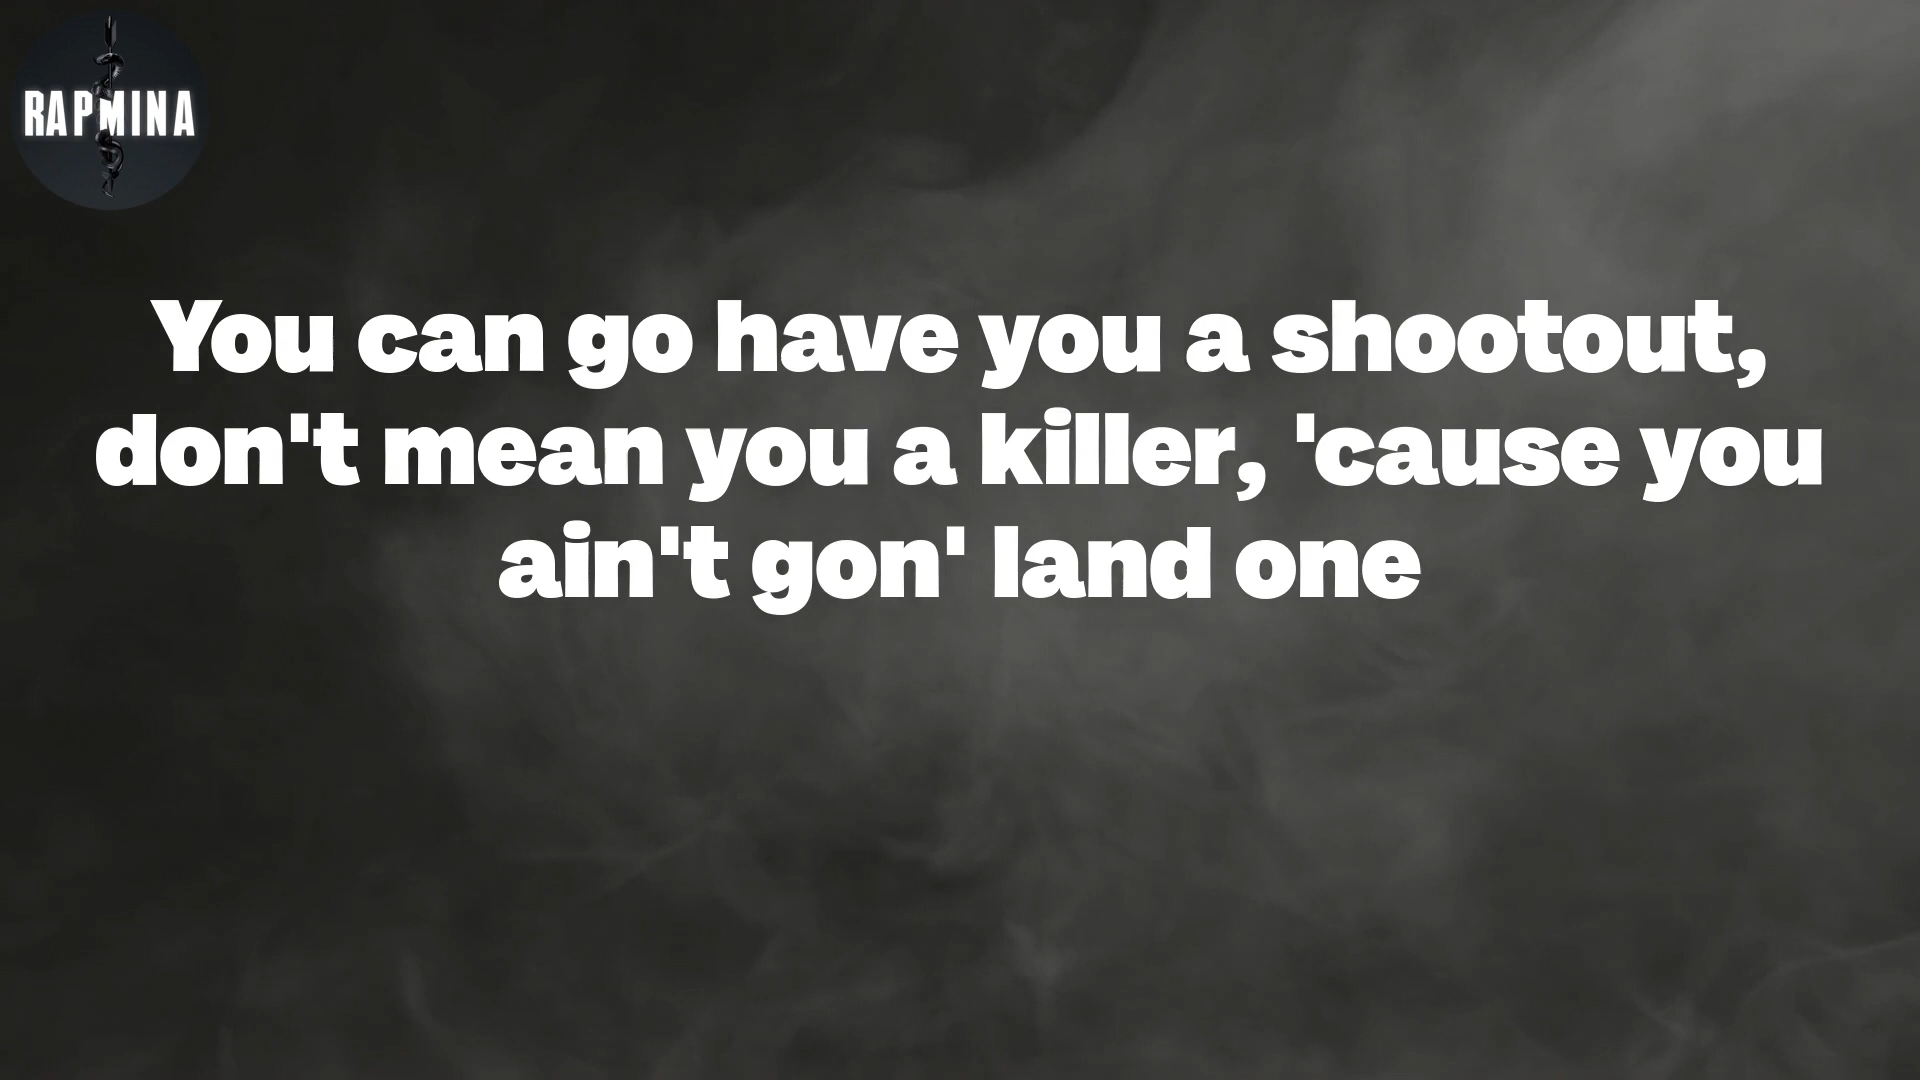 RAPMINA
You can go have you a shootout,
don't mean you a killer, 'cause you
ain't gon' land one